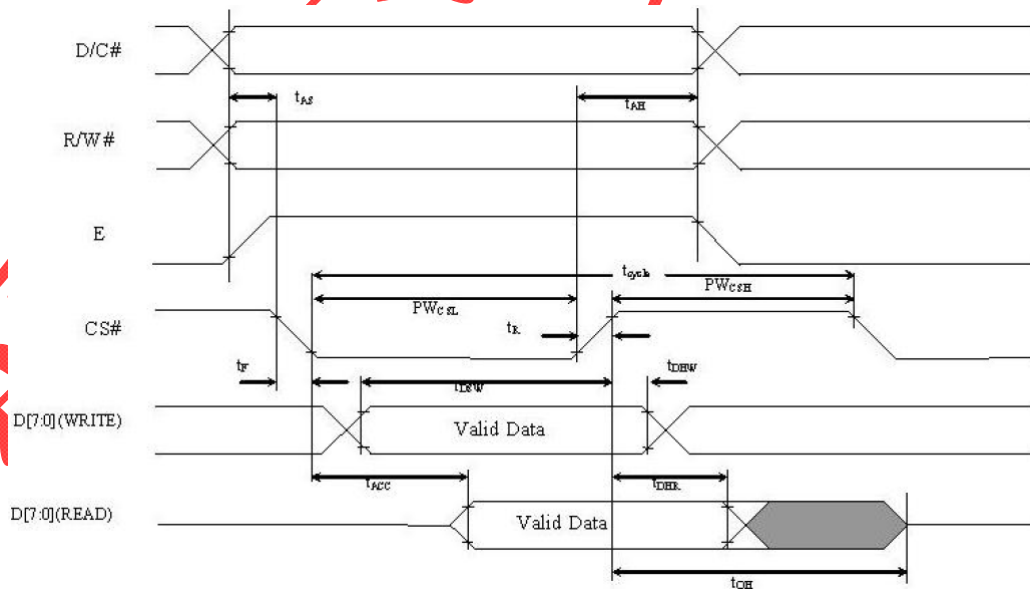 D/C#
tAS
tAH
R/W#
E
tcycle
PWCSL
PWCSH
CS#
tR
tF
tDSW
tDHW
D[7:0](WRITE)
Valid Data
tACC
tDHR
D[7:0](READ)
Valid Data
tOH